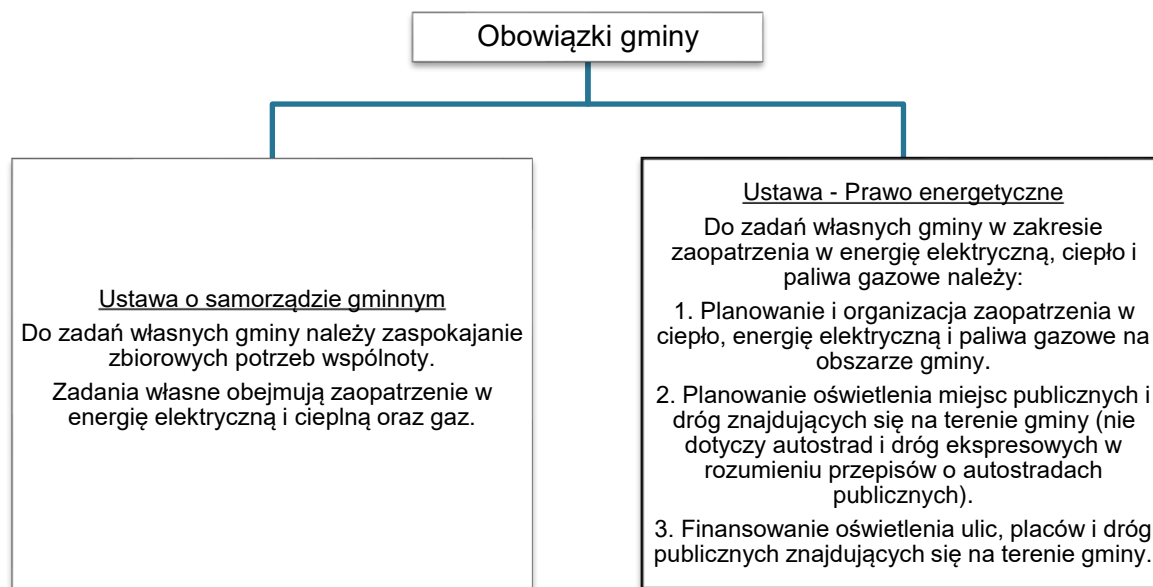 Obowiązki gminy
Ustawa o samorządzie gminnym
Do zadań własnych gminy należy zaspokajanie
zbiorowych potrzeb wspólnoty.
Zadania własne obejmują zaopatrzenie w
energię elektryczną i cieplną oraz gaz.
Ustawa - Prawo energetyczne
Do zadań własnych gminy w zakresie
zaopatrzenia w energię elektryczną, ciepło i
paliwa gazowe należy:
1. Planowanie i organizacja zaopatrzenia w
ciepło, energię elektryczną i paliwa gazowe na
obszarze gminy.
2. Planowanie oświetlenia miejsc publicznych i
dróg znajdujących się na terenie gminy (nie
dotyczy autostrad i dróg ekspresowych w
rozumieniu przepisów o autostradach
publicznych).
3. Finansowanie oświetlenia ulic, placów i dróg
publicznych znajdujących się na terenie gminy.